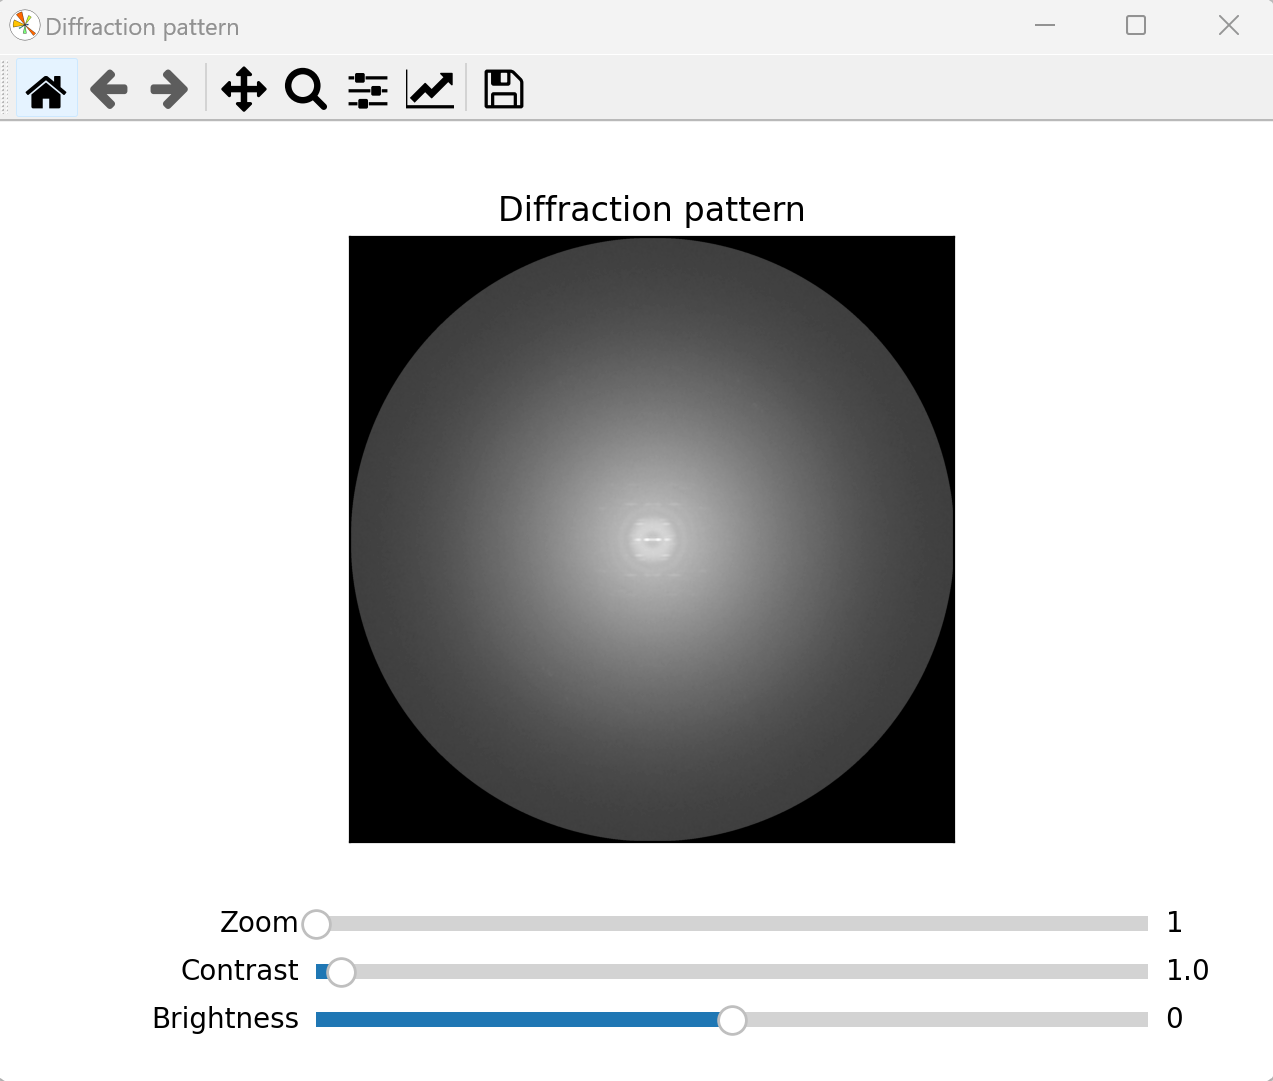 Diffraction pattern
Diffraction pattern
Zoom 1
Contrast 1.0
Brightness 0